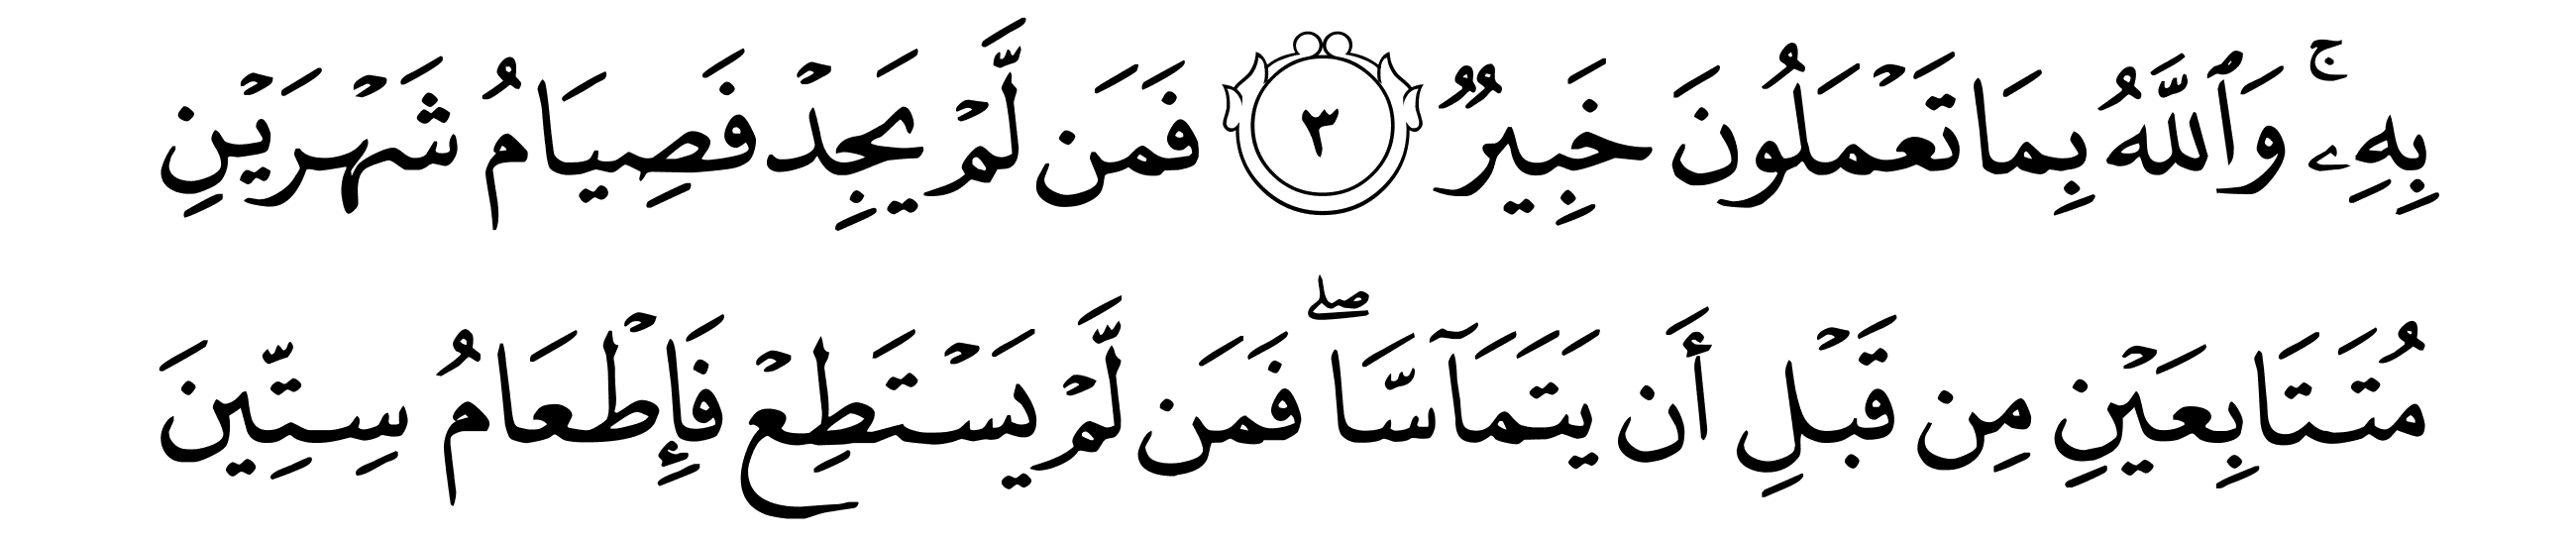 بِهِۦۚ وَٱللَّهُ بِمَا تَعْمَلُونَ خَبِيرٌ ٣ فَمَن لَّمْ يَجِدْ فَصِيَامُ شَهْرَيْنِ
مُتَتَابِعَيْنِ مِن قَبْلِ أَن يَتَمَآسَّاۖ فَمَن لَّمْ يَسْتَطِعْ فَإِطْعَامُ سِتِّينَ